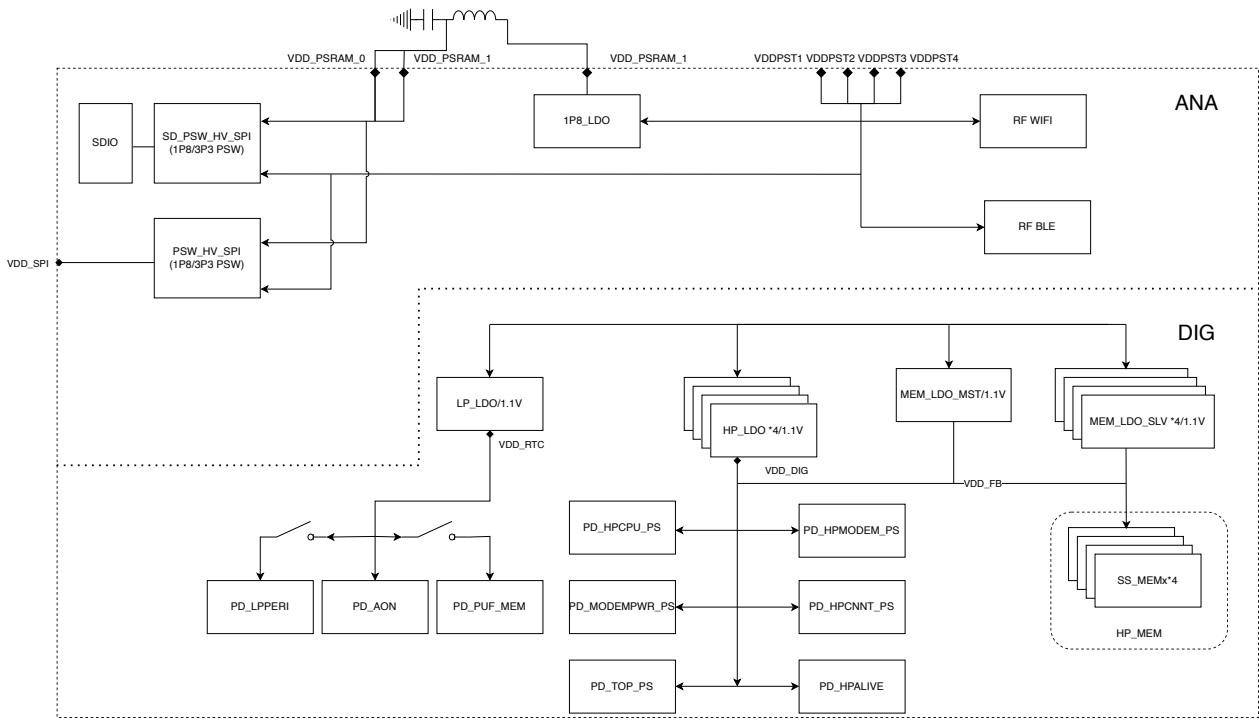 VDD_PSRAM_0 VDD_PSRAM_1 VDD_PSRAM_1 VDDPST1 VDDPST2 VDDPST3 VDDPST4
ANA
SDIO
SD_PSW_HV_SPI
(1P8/3P3 PSW)
1P8_LDO
RF WIFI
PSW_HV_SPI
(1P8/3P3 PSW)
RF BLE
VDD_SPI
DIG
LP_LDO/1.1V
HP_LDO *4/1.1V
MEM_LDO_MST/1.1V
MEM_LDO_SLV *4/1.1V
VDD_RTC
VDD_DIG
VDD_FB
PD_HPCPU_PS
PD_HPMODEM_PS
SS_MEMx*4
HP_MEM
PD_LPPERI
PD_AON
PD_PUF_MEM
PD_MODEMPWR_PS
PD_HPCNNT_PS
PD_TOP_PS
PD_HPALIVE